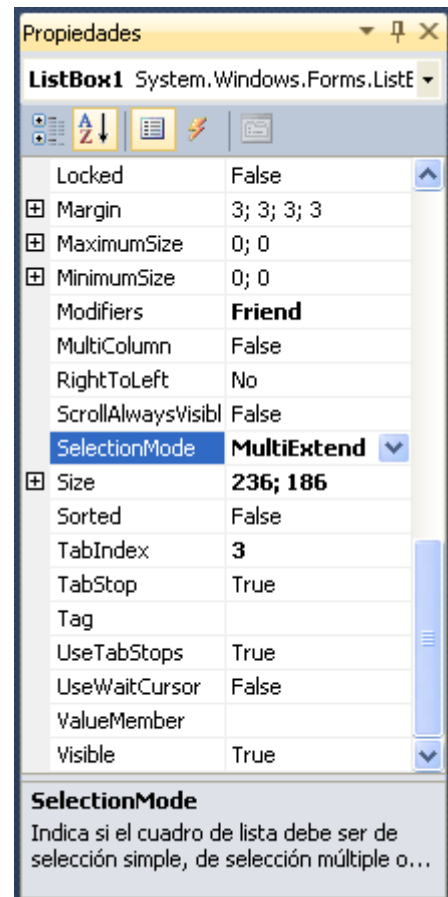 Propiedades
ListBox1 System.Windows.Forms.ListE
Locked False
Margin 3; 3; 3; 3
MaximumSize 0; 0
MinimumSize 0; 0
Modifiers Friend
MultiColumn False
RightToLeft No
ScrollAlwaysVisibl False
SelectionMode MultiExtend
Size 236; 186
Sorted False
TabIndex 3
TabStop True
Tag
UseTabStops True
UseWaitCursor False
ValueMember
Visible True
SelectionMode
Indica si el cuadro de lista debe ser de
selección simple, de selección múltiple o...